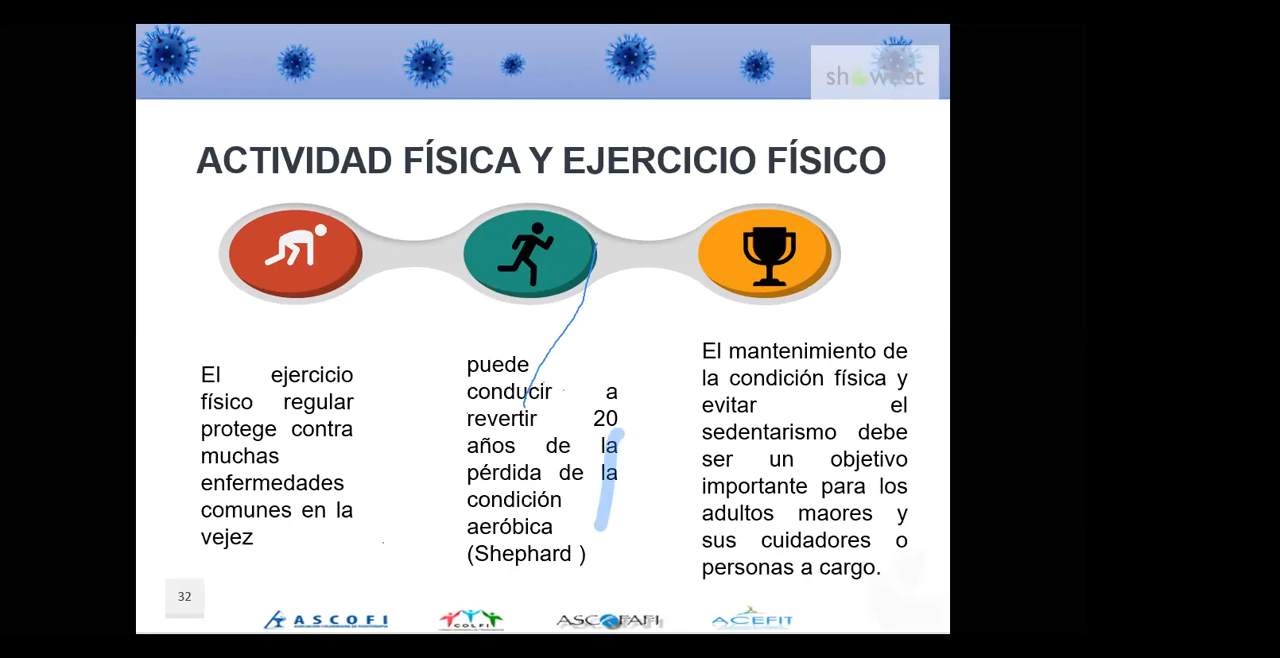 showeet
ACTIVIDAD FÍSICA Y EJERCICIO FÍSICO
El ejercicio
físico regular
protege contra
muchas
enfermedades
comunes en la
vejez
puede
conducir a
revertir 20
años de la
pérdida de la
condición
aeróbica
(Shephard )
El mantenimiento de
la condición física y
evitar el
sedentarismo debe
ser un objetivo
importante para los
adultos maores y
sus cuidadores o
personas a cargo.
32
ASCOFI
COLFI
ASCOFAFI
ACEFIT